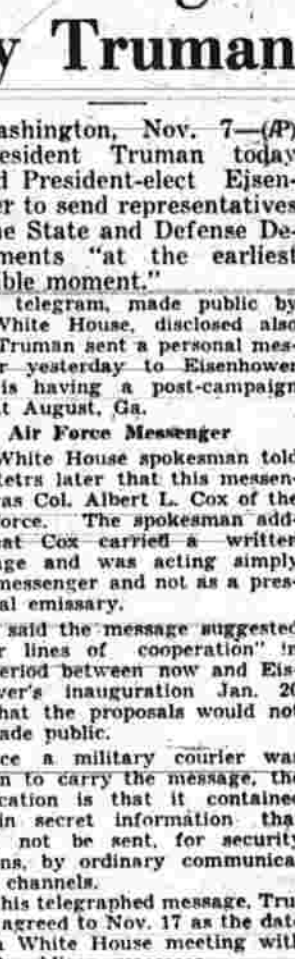 y Truman
ashington, Nov. 7—(AP)
esident Truman today
d President-elect Eisen-
er to send representatives
he State and Defense De-
ments "at the earliest
ible moment."
telegram, made public by
White House, disclosed also
Truman sent a personal mes-
r yesterday to Eisenhower
is having a post-campaign
t August, Ga.
Air Force Messenger
White House spokesman told
tetrs later that this messen-
as Col. Albert L. Cox of the
orce. The spokesman add-
at Cox carried a written
ge and was acting simply
messenger and not as a pres-
al emissary.
said the message suggested
r lines of cooperation" in
eriod between now and Eis-
ver's inauguration Jan. 20
hat the proposals would not
ade public.
ce a military courier was
n to carry the message, the
cation is that it contained
in secret information tha
not be sent, for security
ns, by ordinary communica
channels.
his telegraphed message, Tru
agreed to Nov. 17 as the date
a White House meeting with